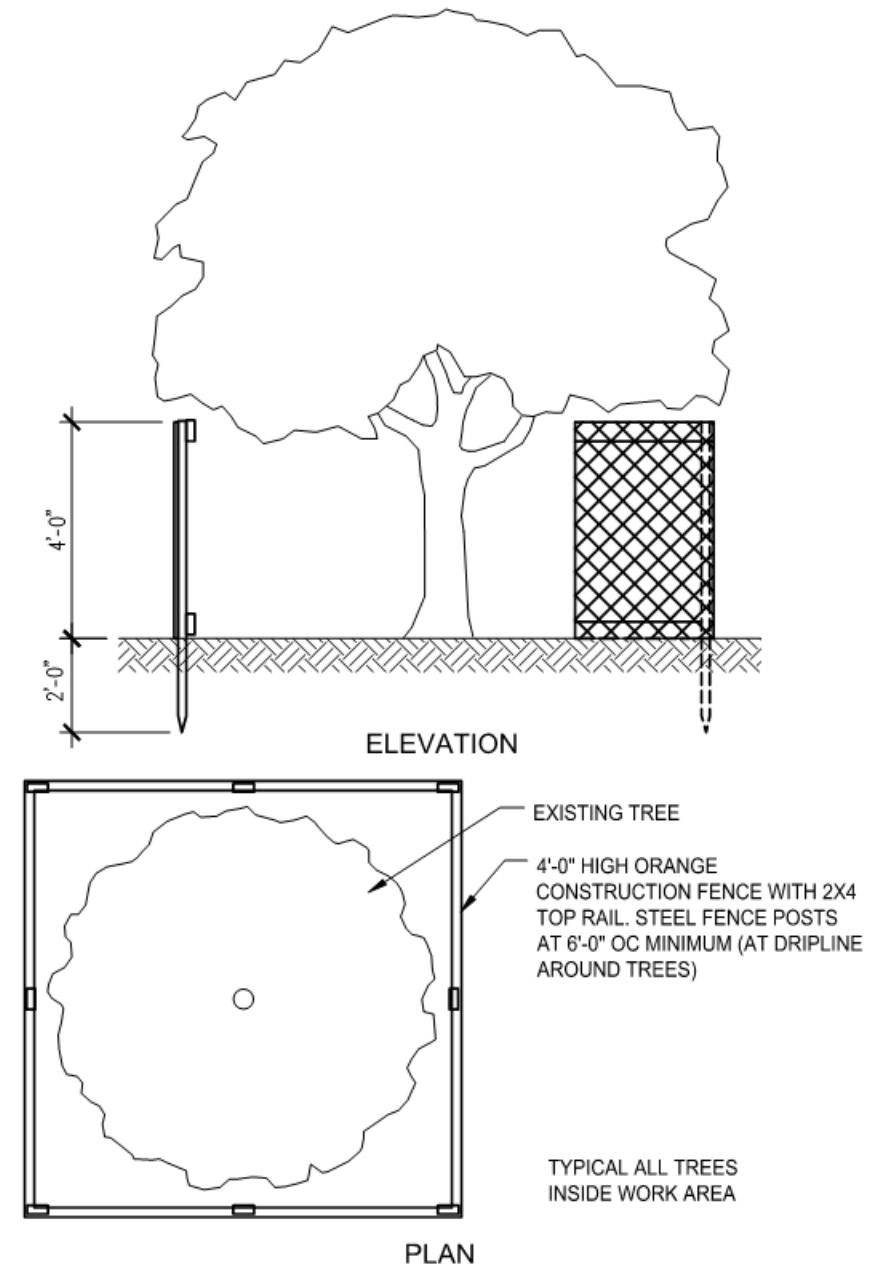 4'-0"
2'-0"
ELEVATION
EXISTING TREE
4'-0" HIGH ORANGE
CONSTRUCTION FENCE WITH 2X4
TOP RAIL. STEEL FENCE POSTS
AT 6'-0" OC MINIMUM (AT DRIPLINE
AROUND TREES)
TYPICAL ALL TREES
INSIDE WORK AREA
PLAN